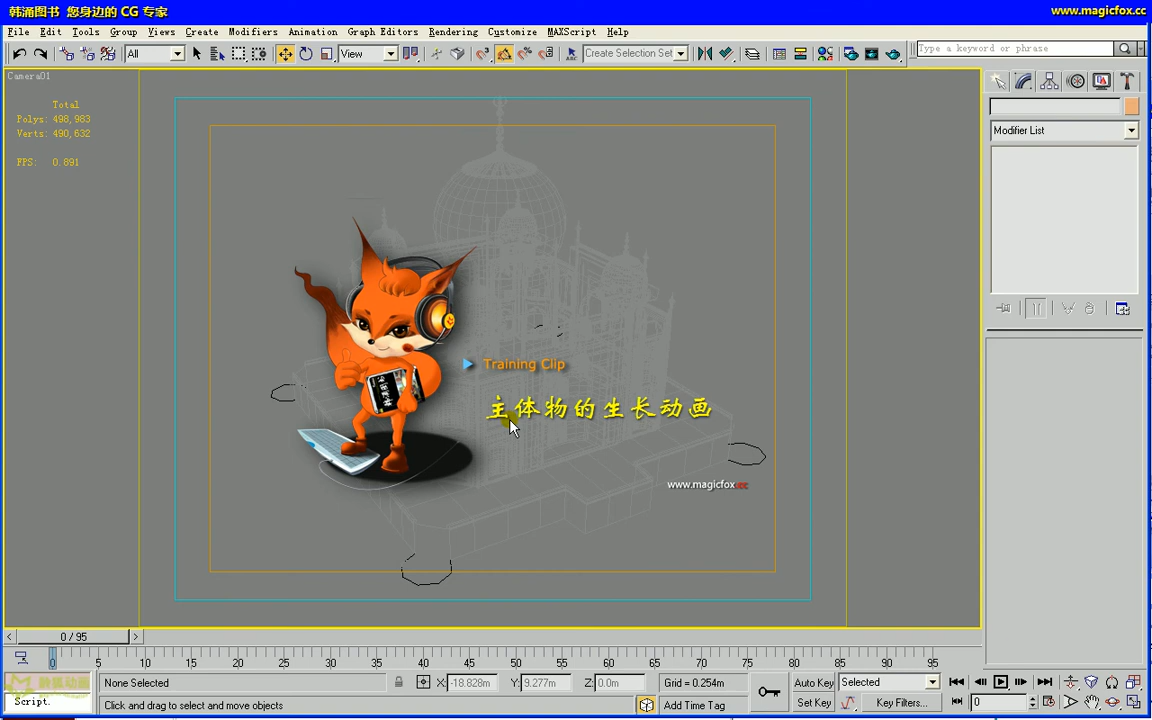 韩涌图书 您身边的 CG 专家
www.magicfox.cc
File Edit Tools Group Views Create Modifiers Animation Graph Editors Rendering Customize MAXScript Help
All
View
Create Selection Set
Type a keyword or phrase
Camera01
Total
Polys: 498,983
Verts: 490,632
FPS: 0.891
Modifier List
Training Clip
主体物的生长动画
www.magicfox.cc
0 / 95
0 5 10 15 20 25 30 35 40 45 50 55 60 65 70 75 80 85 90 95
None Selected
X: -18.828m Y: 9.277m Z: 0.0m
Grid = 0.254m
Auto Key
Selected
Script.
Click and drag to select and move objects
Add Time Tag
Set Key
Key Filters...
0